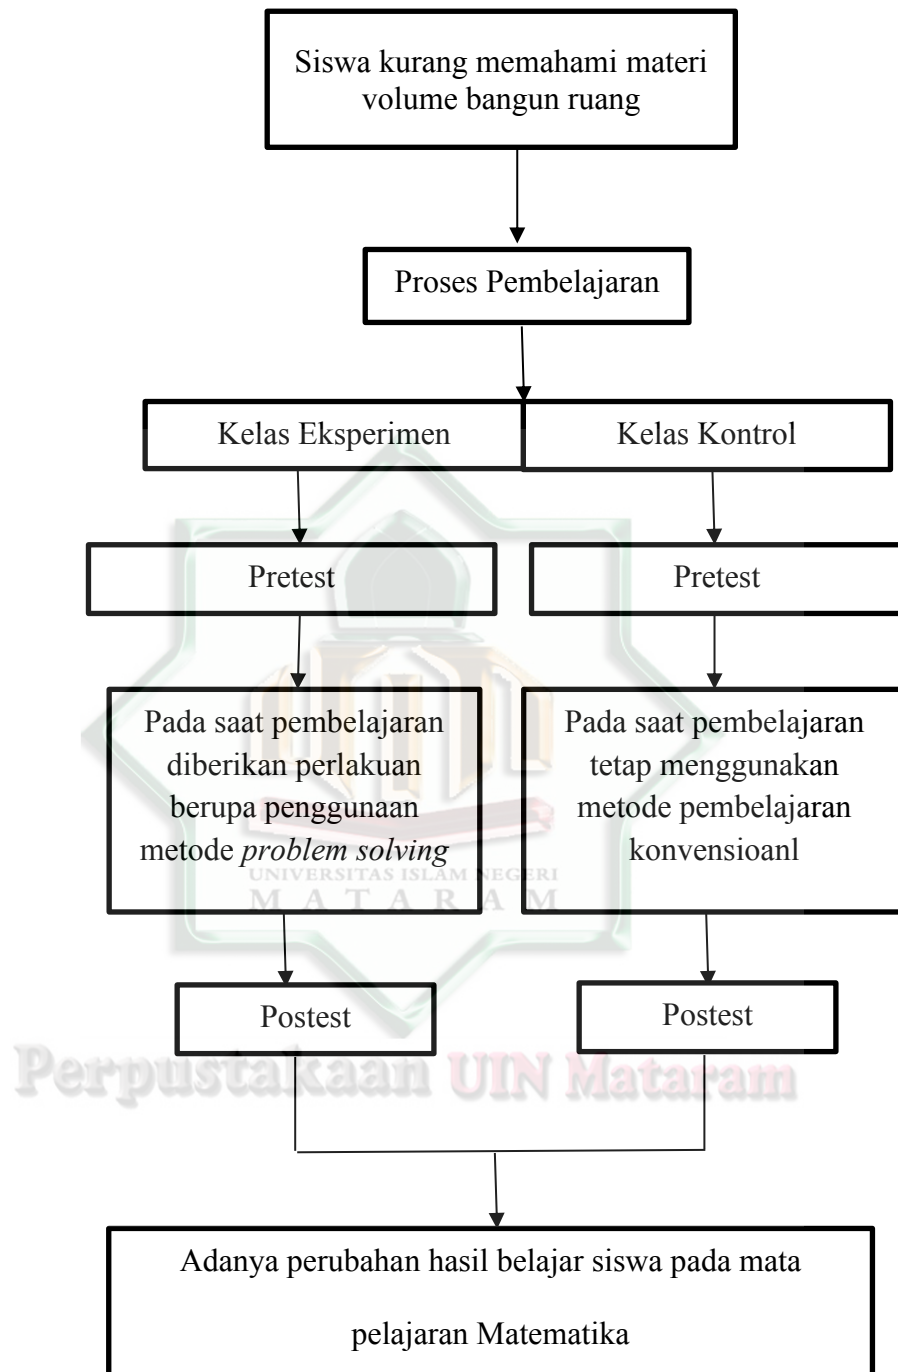 Siswa kurang memahami materi
volume bangun ruang
Proses Pembelajaran
Kelas Eksperimen
Kelas Kontrol
Pretest
Pretest
Pada saat pembelajaran
diberikan perlakuan
berupa penggunaan
metode problem solving
Pada saat pembelajaran
tetap menggunakan
metode pembelajaran
konvensioanl
UNIVERSITAS ISLAM NEGERI
MATARAM
Postest
Postest
Perpustakaan UIN Mataram
Adanya perubahan hasil belajar siswa pada mata
pelajaran Matematika